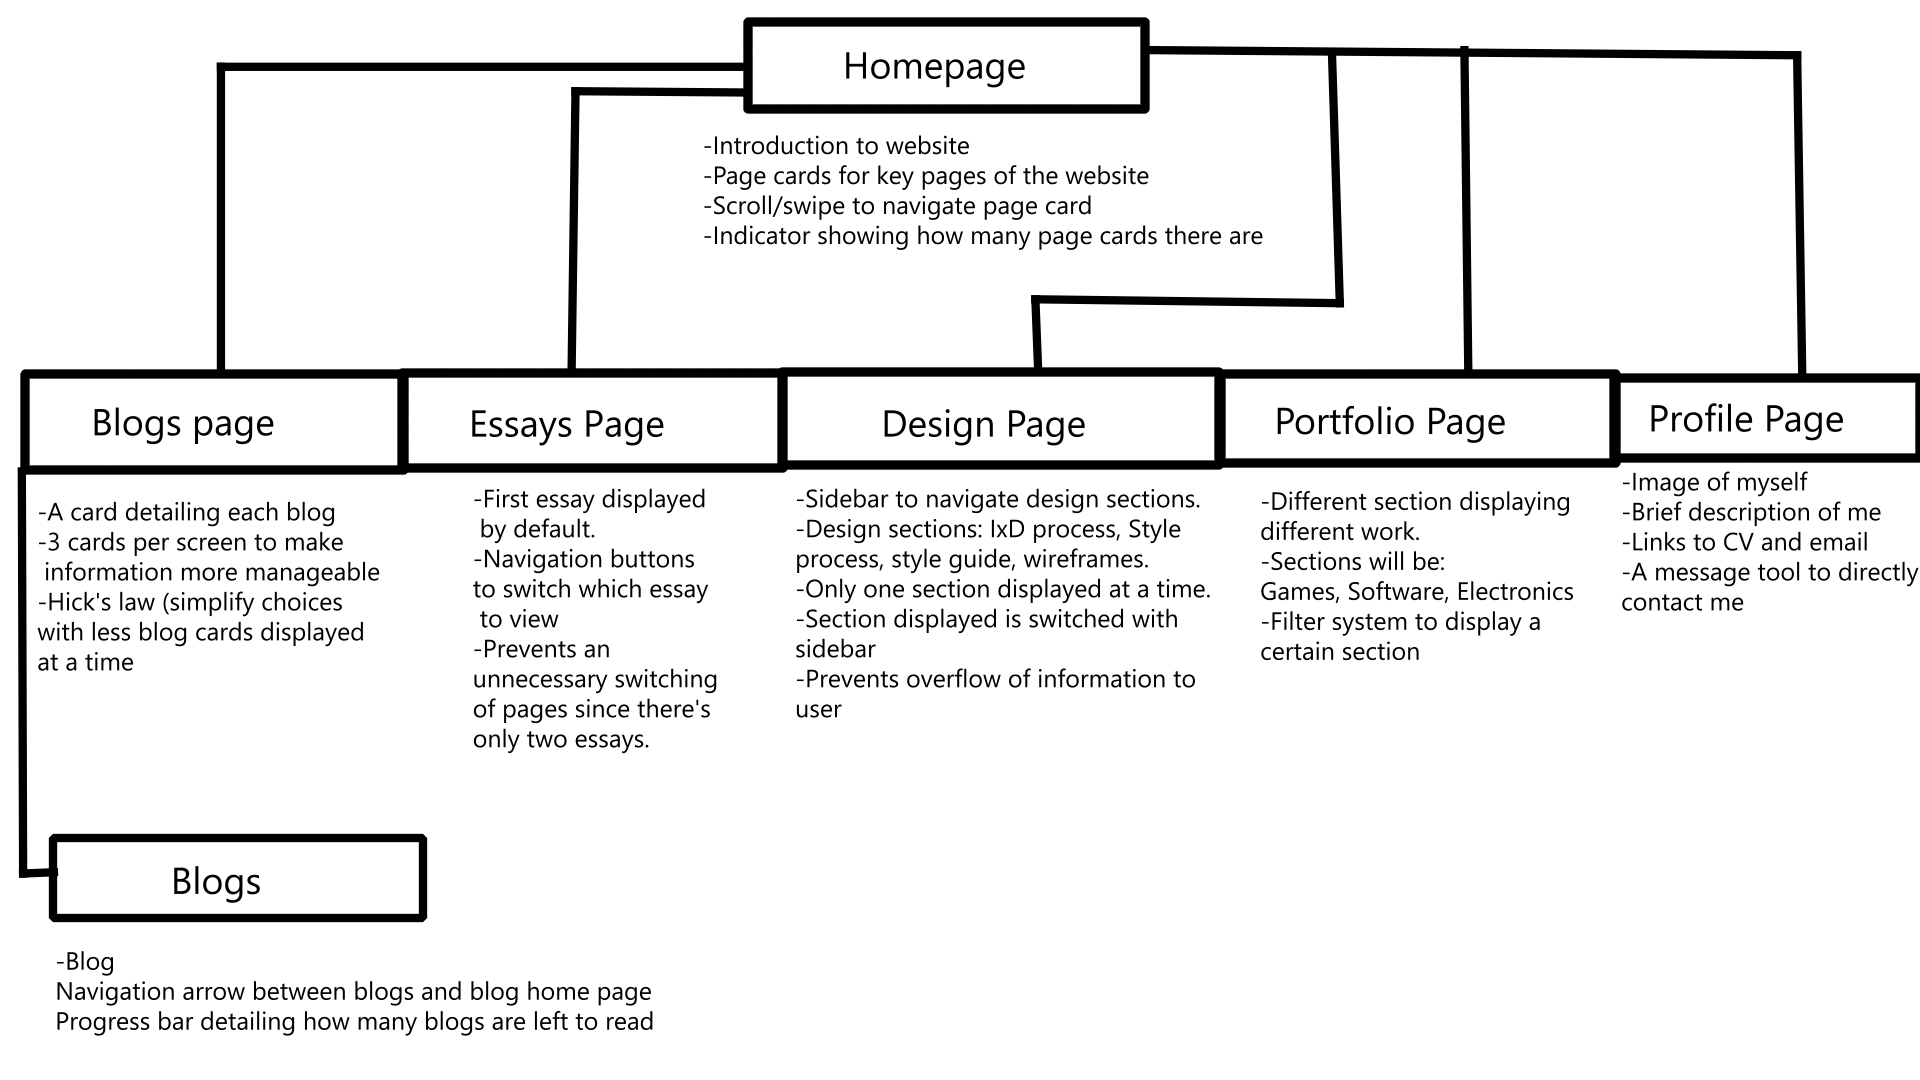 Homepage
-Introduction to website
-Page cards for key pages of the website
-Scroll/swipe to navigate page card
-Indicator showing how many page cards there are
Blogs page
-A card detailing each blog
-3 cards per screen to make
information more manageable
-Hick's law (simplify choices
with less blog cards displayed
at a time
Essays Page
-First essay displayed
by default.
-Navigation buttons
to switch which essay
to view
-Prevents an
unnecessary switching
of pages since there's
only two essays.
Design Page
-Sidebar to navigate design sections.
-Design sections: IxD process, Style
process, style guide, wireframes.
-Only one section displayed at a time.
-Section displayed is switched with
sidebar
-Prevents overflow of information to
user
Portfolio Page
-Different section displaying
different work.
-Sections will be:
Games, Software, Electronics
-Filter system to display a
certain section
Profile Page
-Image of myself
-Brief description of me
-Links to CV and email
-A message tool to directly
contact me
Blogs
-Blog
Navigation arrow between blogs and blog home page
Progress bar detailing how many blogs are left to read